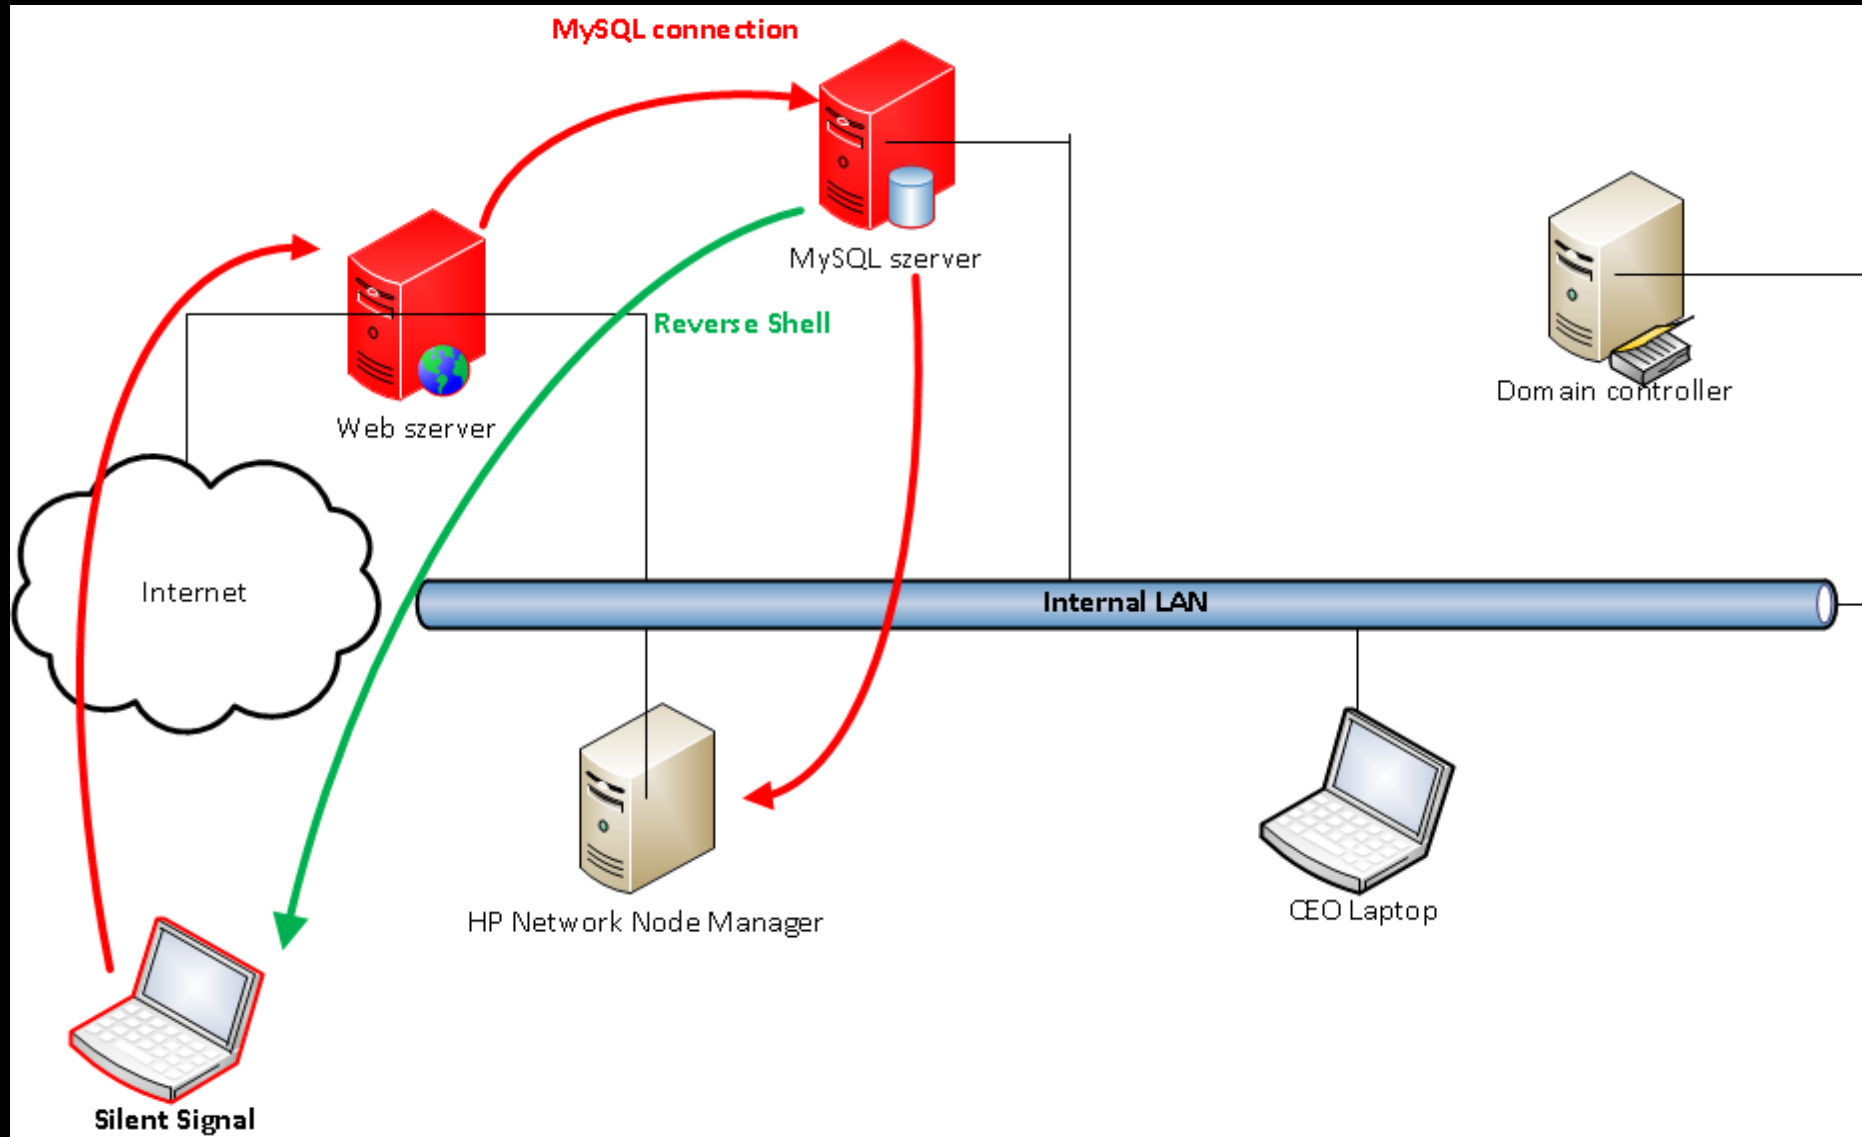 MySQL connection
MySQL szerver
Reverse Shell
Web szerver
Domain controller
Internet
Internal LAN
HP Network Node Manager
CEO Laptop
Silent Signal